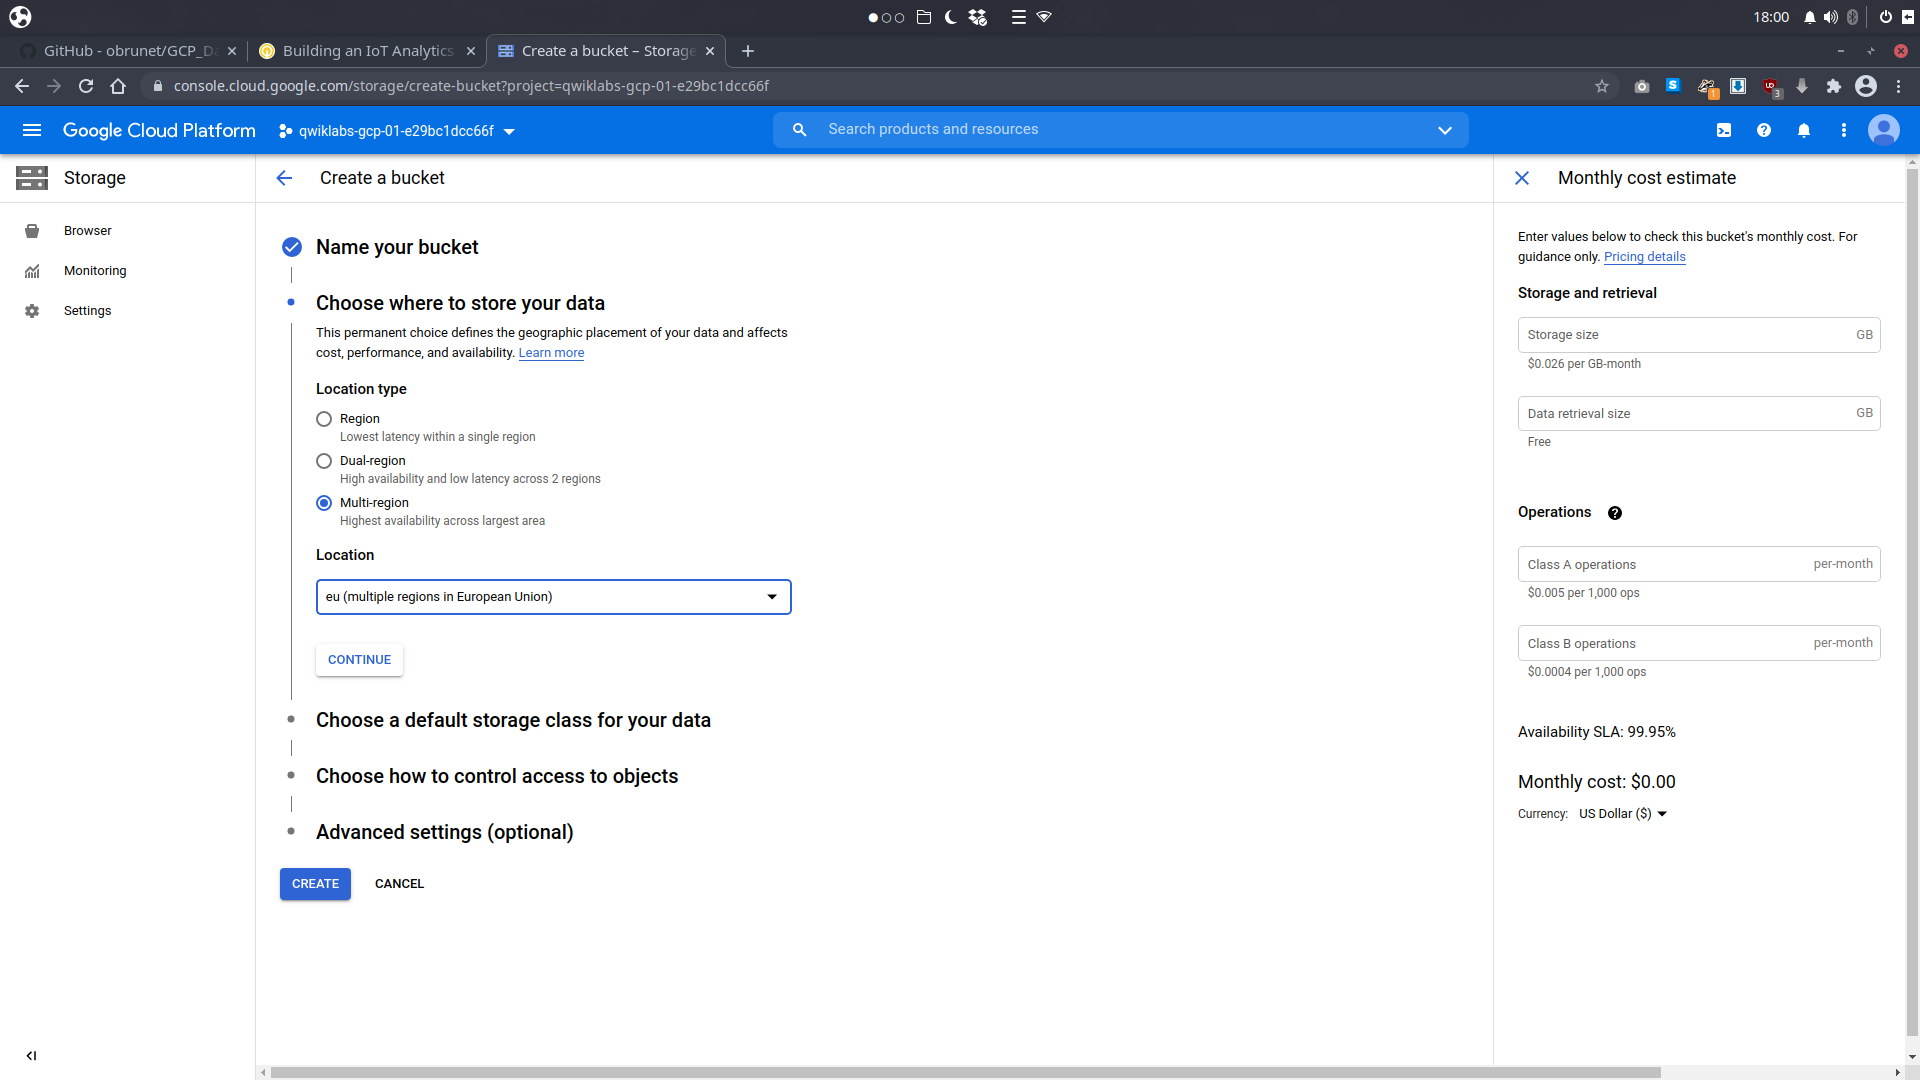 18:00
GitHub - obrunet/GCP_Da
Building an IoT Analytics
Create a bucket – Storage
console.cloud.google.com/storage/create-bucket?project=qwiklabs-gcp-01-e29bc1dcc66f
1
3
Google Cloud Platform
qwiklabs-gcp-01-e29bc1dcc66f
Search products and resources
Storage
Browser
Monitoring
Settings
Create a bucket
Name your bucket
Choose where to store your data
This permanent choice defines the geographic placement of your data and affects
cost, performance, and availability. Learn more
Location type
Region
Lowest latency within a single region
Dual-region
High availability and low latency across 2 regions
Multi-region
Highest availability across largest area
Location
eu (multiple regions in European Union)
CONTINUE
Choose a default storage class for your data
Choose how to control access to objects
Advanced settings (optional)
CREATE CANCEL
Monthly cost estimate
Enter values below to check this bucket's monthly cost. For
guidance only. Pricing details
Storage and retrieval
Storage size GB
$0.026 per GB-month
Data retrieval size GB
Free
Operations
Class A operations per-month
$0.005 per 1,000 ops
Class B operations per-month
$0.0004 per 1,000 ops
Availability SLA: 99.95%
Monthly cost: $0.00
Currency: US Dollar ($)